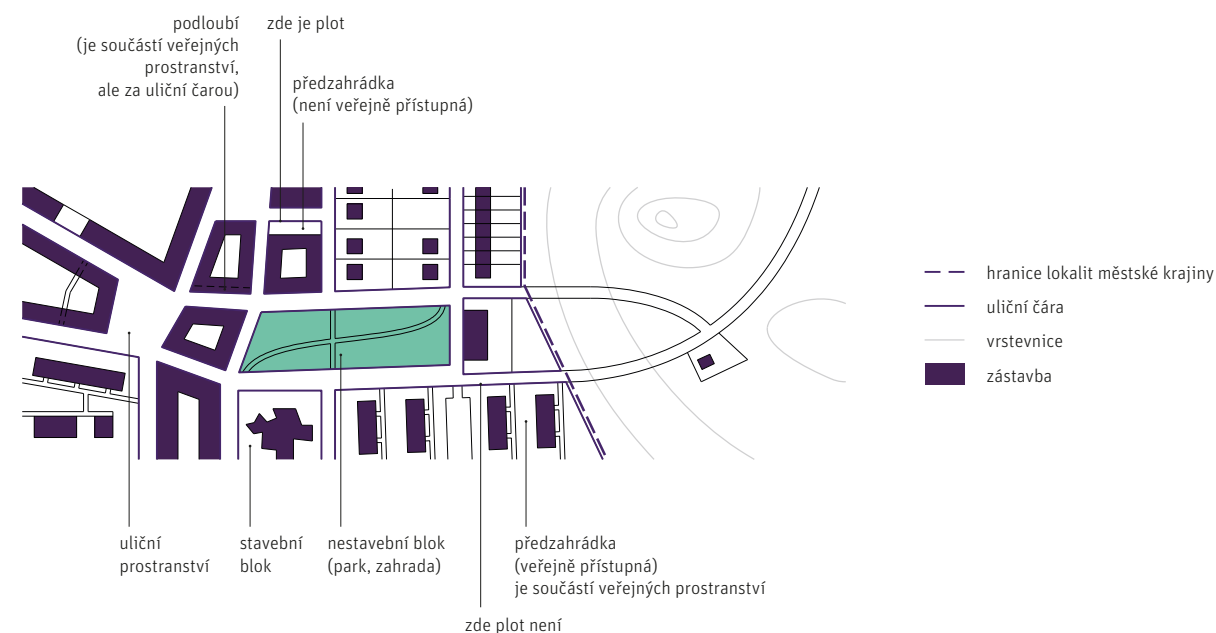 podloubí
(je součástí veřejných
prostranství,
ale za uliční čarou)
zde je plot
předzahrádka
(není veřejně přístupná)
hranice lokalit městské krajiny
uliční čára
vrstevnice
zástavba
uliční
prostranství
stavební
blok
nestavební blok
(park, zahrada)
předzahrádka
(veřejně přístupná)
je součástí veřejných prostranství
zde plot není